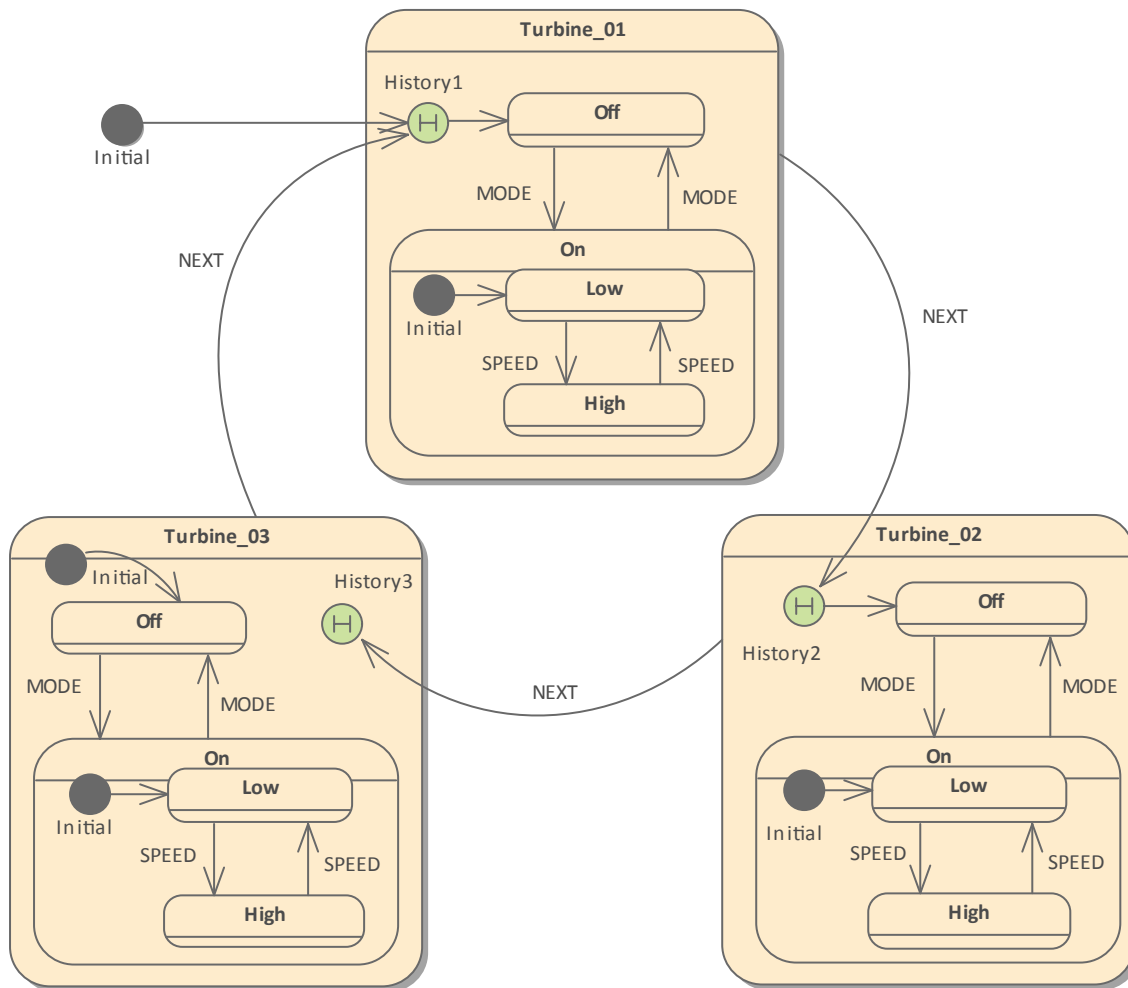 Turbine_01
History1
H
Off
Initial
MODE
MODE
On
Low
Initial
SPEED
SPEED
High
NEXT
NEXT
Turbine_03
Initial
History3
H
Off
MODE
MODE
On
Low
Initial
SPEED
SPEED
High
NEXT
Turbine_02
H
Off
History2
MODE
MODE
On
Low
Initial
SPEED
SPEED
High